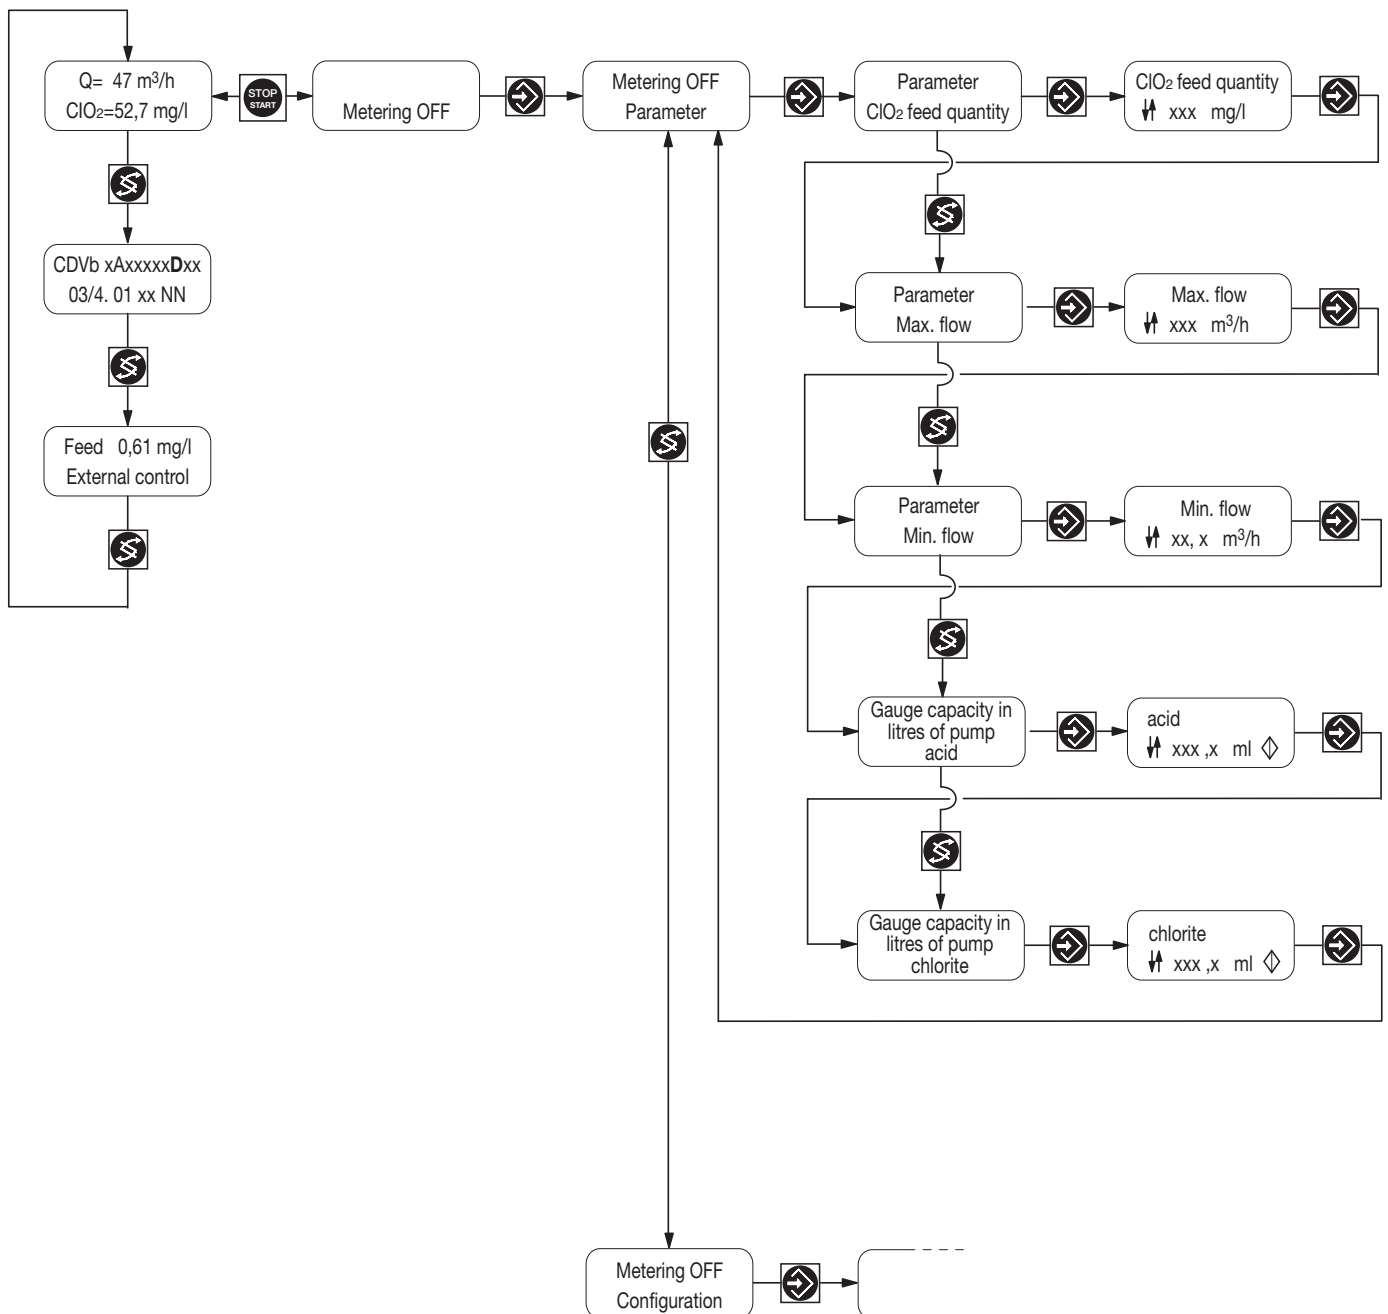 Q= 47 m³/h
ClO₂=52,7 mg/l
STOP
START
Metering OFF
Metering OFF
Parameter
Parameter
ClO₂ feed quantity
ClO₂ feed quantity
xxx mg/l
CDVb xAxxxxxDxx
03/4. 01 xx NN
Parameter
Max. flow
Max. flow
xxx m³/h
Feed 0,61 mg/l
External control
Parameter
Min. flow
Min. flow
xx, x m³/h
Gauge capacity in
litres of pump
acid
acid
xxx ,x ml
Gauge capacity in
litres of pump
chlorite
chlorite
xxx ,x ml
Metering OFF
Configuration